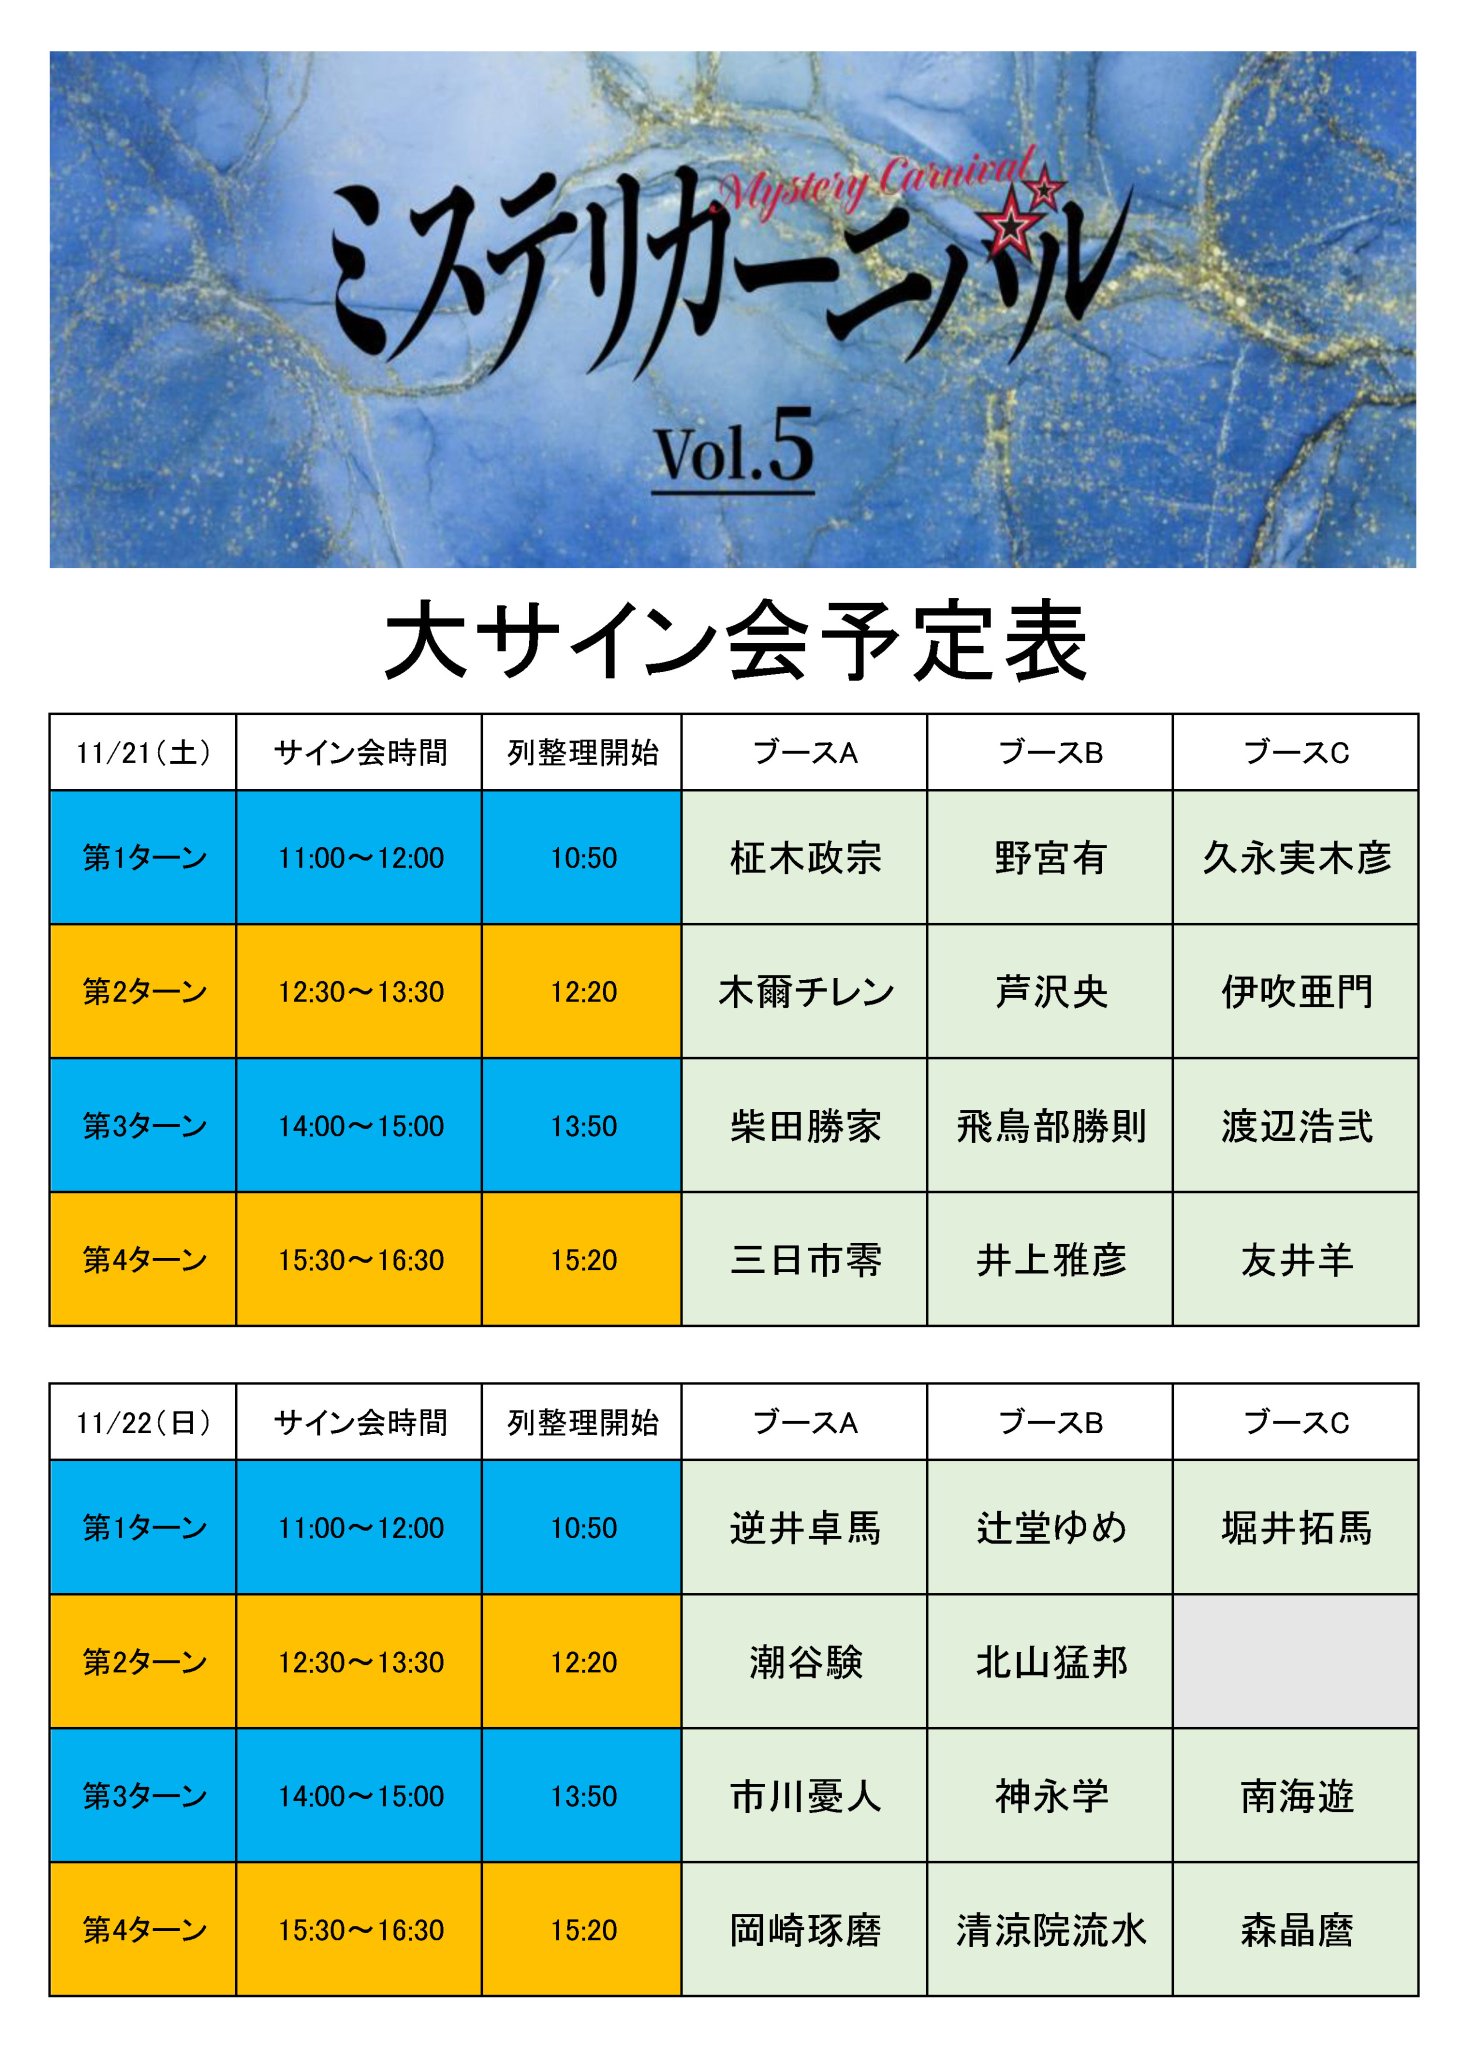 Mystery Carnival
ミステリカーニバル
Vol.5
大サイン会予定表
11/21(土) サイン会時間 列整理開始 ブースA ブースB ブースC
第1ターン 11:00～12:00 10:50 柾木政宗 野宮有 久永実木彦
第2ターン 12:30～13:30 12:20 木爾チレン 芦沢央 伊吹亜門
第3ターン 14:00～15:00 13:50 柴田勝家 飛鳥部勝則 渡辺浩弐
第4ターン 15:30～16:30 15:20 三日市零 井上雅彦 友井羊
11/22(日) サイン会時間 列整理開始 ブースA ブースB ブースC
第1ターン 11:00～12:00 10:50 逆井卓馬 辻堂ゆめ 堀井拓馬
第2ターン 12:30～13:30 12:20 潮谷験 北山猛邦
第3ターン 14:00～15:00 13:50 市川憂人 神永学 南海遊
第4ターン 15:30～16:30 15:20 岡崎琢磨 清涼院流水 森晶麿